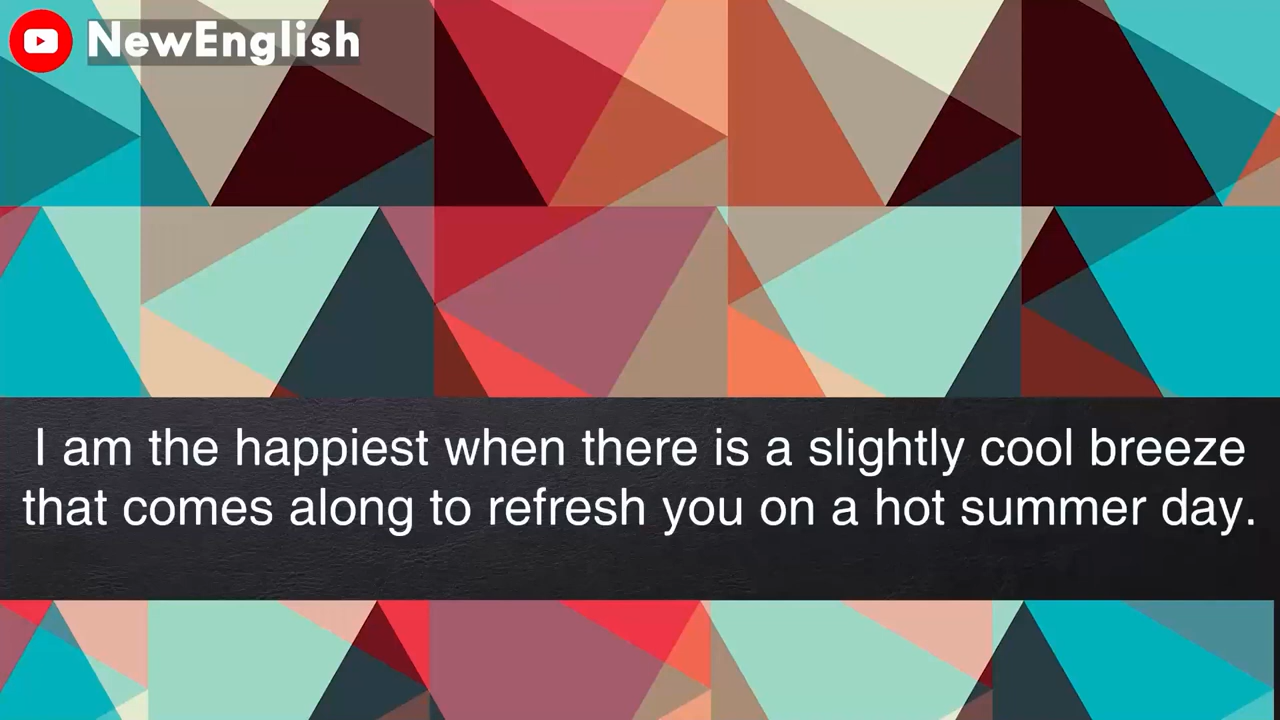 NewEnglish
I am the happiest when there is a slightly cool breeze
that comes along to refresh you on a hot summer day.